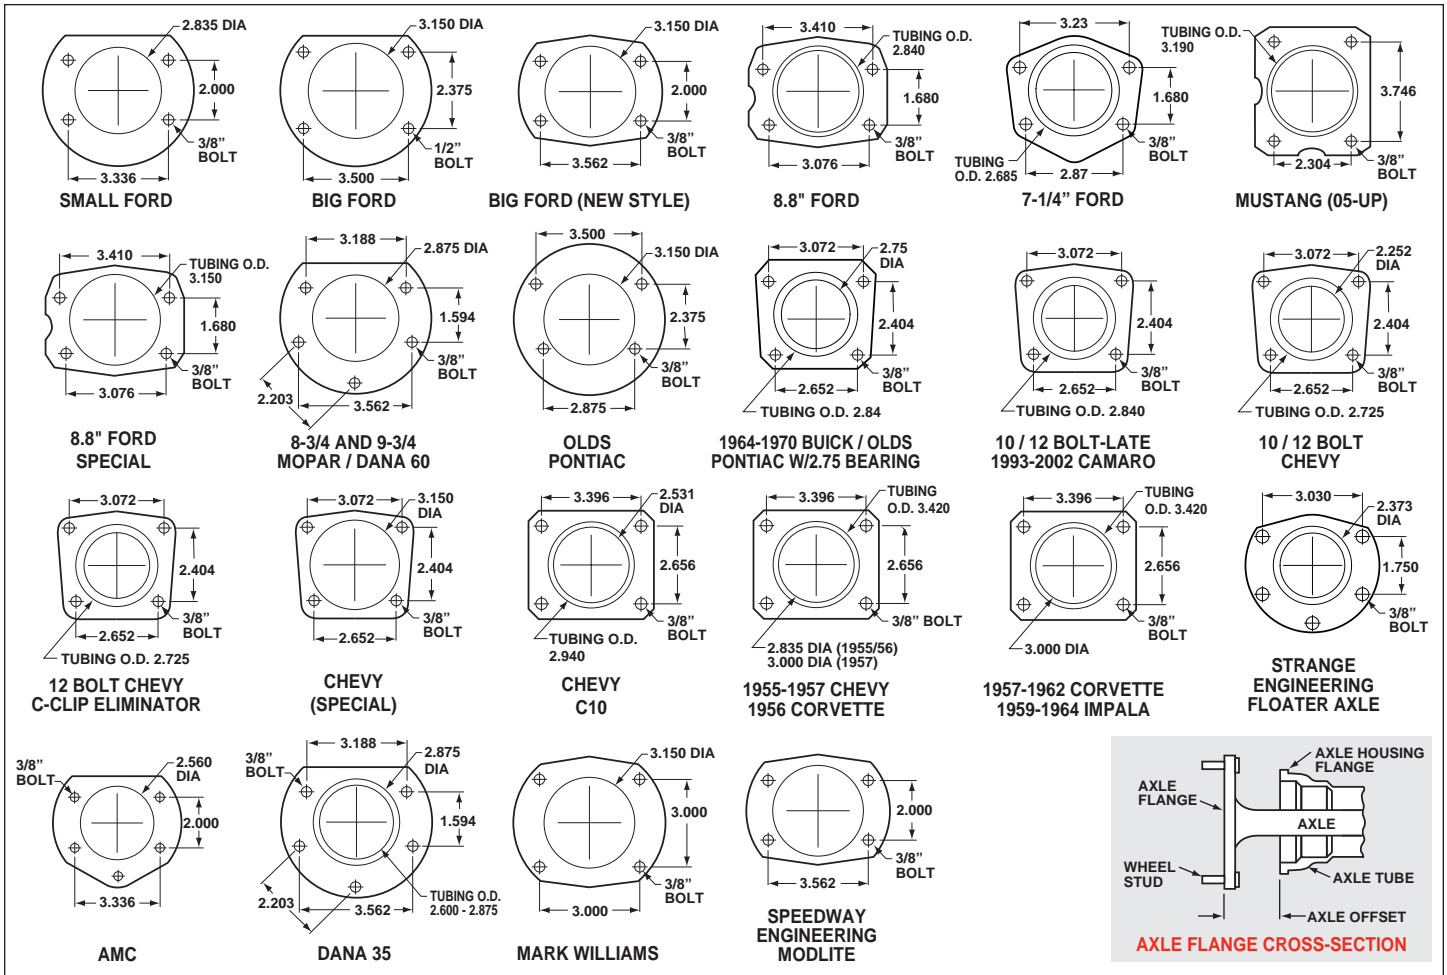 2.835 DIA
2.000
3/8”
BOLT
3.336
SMALL FORD
3.150 DIA
2.375
1/2”
BOLT
3.500
BIG FORD
3.150 DIA
2.000
3/8”
BOLT
3.562
BIG FORD (NEW STYLE)
3.410
TUBING O.D.
2.840
1.680
3/8”
BOLT
3.076
8.8" FORD
3.23
1.680
3/8”
BOLT
TUBING
O.D. 2.685
2.87
7-1/4” FORD
TUBING O.D.
3.190
3.746
2.304
3/8”
BOLT
MUSTANG (05-UP)
3.410
TUBING O.D.
3.150
1.680
3/8”
BOLT
3.076
8.8" FORD
SPECIAL
3.188
2.875 DIA
1.594
3/8”
BOLT
2.203
3.562
8-3/4 AND 9-3/4
MOPAR / DANA 60
3.500
3.150 DIA
2.375
3/8”
BOLT
2.875
OLDS
PONTIAC
3.072
2.75
DIA
2.404
3/8”
BOLT
2.652
TUBING O.D. 2.84
1964-1970 BUICK / OLDS
PONTIAC W/2.75 BEARING
3.072
2.404
3/8”
BOLT
2.652
TUBING O.D. 2.840
10 / 12 BOLT-LATE
1993-2002 CAMARO
3.072
2.252
DIA
2.404
3/8”
BOLT
2.652
TUBING O.D. 2.725
10 / 12 BOLT
CHEVY
3.072
2.404
3/8”
BOLT
2.652
TUBING O.D. 2.725
12 BOLT CHEVY
C-CLIP ELIMINATOR
3.072
3.150
DIA
2.404
3/8”
BOLT
2.652
CHEVY
(SPECIAL)
3.396
2.531
DIA
2.656
3/8”
BOLT
TUBING O.D.
2.940
CHEVY
C10
3.396
TUBING
O.D. 3.420
2.656
3/8” BOLT
2.835 DIA (1955/56)
3.000 DIA (1957)
1955-1957 CHEVY
1956 CORVETTE
3.396
TUBING
O.D. 3.420
2.656
3/8”
BOLT
3.000 DIA
1957-1962 CORVETTE
1959-1964 IMPALA
3.030
2.373
DIA
1.750
3/8”
BOLT
STRANGE
ENGINEERING
FLOATER AXLE
3/8”
BOLT
2.560
DIA
2.000
3.336
AMC
3/8”
BOLT
3.188
2.875
DIA
1.594
2.203
3.562
TUBING O.D.
2.600 - 2.875
DANA 35
3.150 DIA
3.000
3/8”
BOLT
3.000
MARK WILLIAMS
2.000
3/8”
BOLT
3.562
SPEEDWAY
ENGINEERING
MODLITE
AXLE HOUSING
FLANGE
AXLE
FLANGE
AXLE
WHEEL
STUD
AXLE TUBE
AXLE OFFSET
AXLE FLANGE CROSS-SECTION